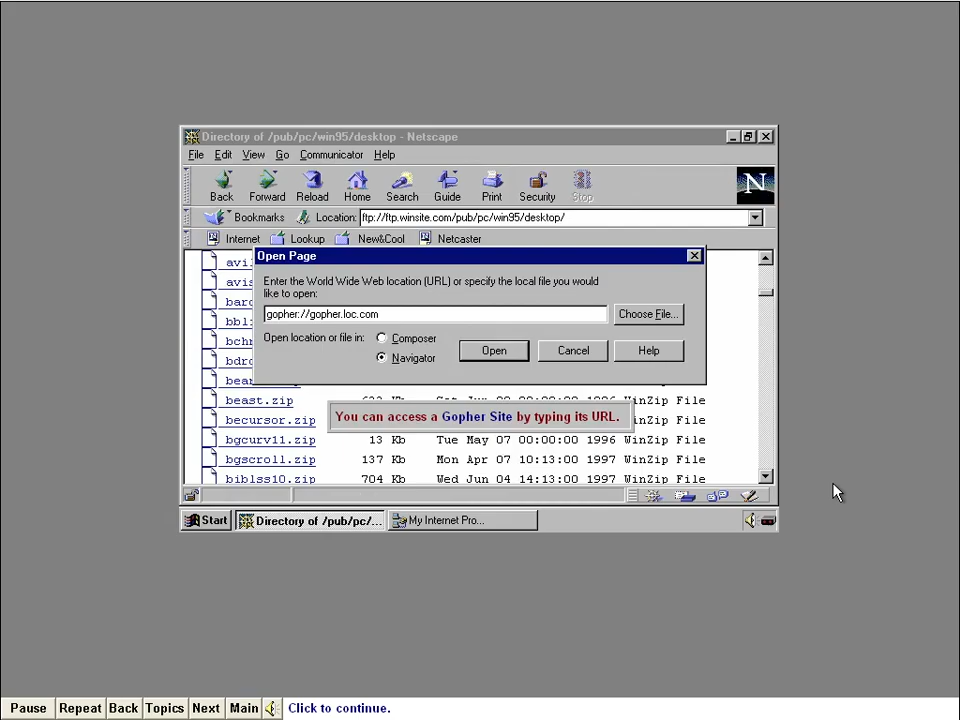 Directory of /pub/pc/win95/desktop - Netscape
File Edit View Go Communicator Help
Back Forward Reload Home Search Guide Print Security Stop
N
Bookmarks Location: ftp://ftp.winsite.com/pub/pc/win95/desktop/
Internet Lookup New&Cool Netcaster
Open Page
Enter the World Wide Web location (URL) or specify the local file you would
like to open:
gopher://gopher.loc.com
Choose File...
Open location or file in: Composer
Navigator
Open Cancel Help
beast.zip
WinZip File
You can access a Gopher Site by typing its URL.
becursor.zip WinZip File
bgcurv11.zip 13 Kb Tue May 07 00:00:00 1996 WinZip File
bgscroll.zip 137 Kb Mon Apr 07 10:13:00 1997 WinZip File
biblss10.zip 704 Kb Wed Jun 04 14:13:00 1997 WinZip File
Start Directory of /pub/pc/... My Internet Pro...
Pause Repeat Back Topics Next Main Click to continue.